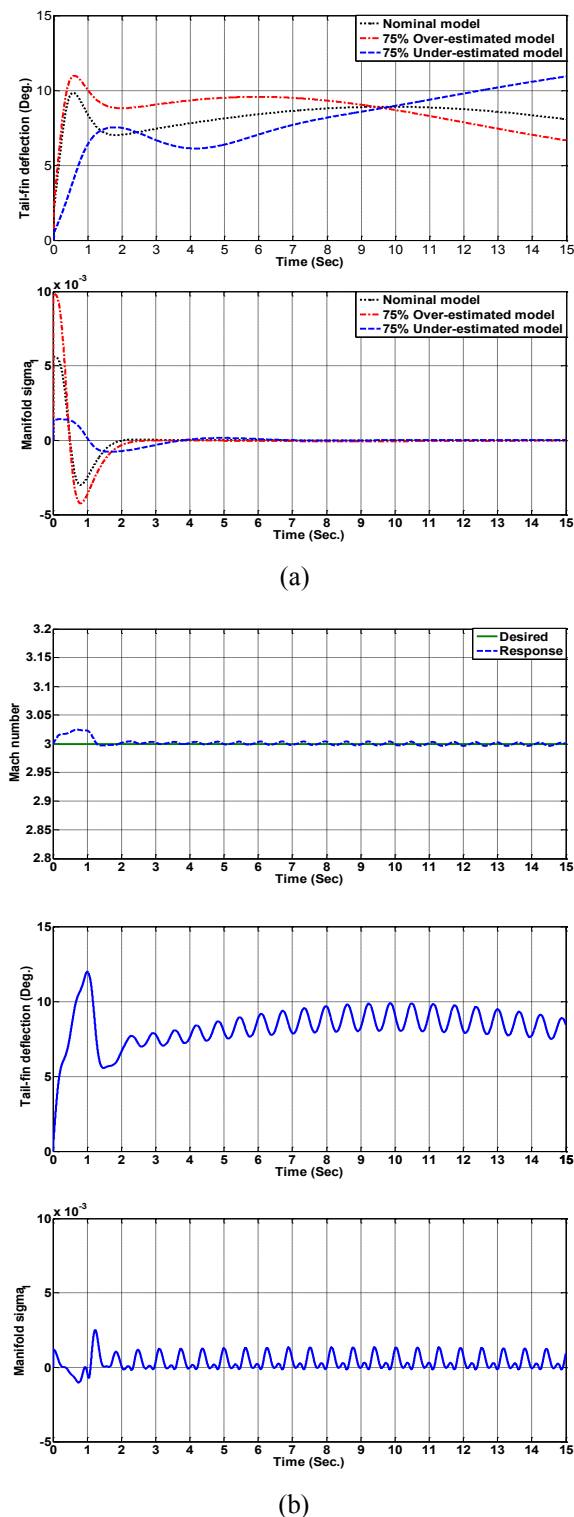 15
10
5
0
Tail-fin deflection (Deg.)
Nominal model
75% Over-estimated model
75% Under-estimated model
0 1 2 3 4 5 6 7 8 9 10 11 12 13 14 15
Time (Sec)
x 10-3
10
5
0
-5
Manifold sigma1
Nominal model
75% Over-estimated model
75% Under-estimated model
0 1 2 3 4 5 6 7 8 9 10 11 12 13 14 15
Time (Sec.)
(a)
3.2
3.15
3.1
3.05
3
2.95
2.9
2.85
2.8
Mach number
Desired
Response
0 1 2 3 4 5 6 7 8 9 10 11 12 13 14 15
Time (Sec)
15
10
5
0
Tail-fin deflection (Deg.)
0 1 2 3 4 5 6 7 8 9 10 11 12 13 14 15
Time (Sec)
x 10-3
10
5
0
-5
Manifold sigma1
0 1 2 3 4 5 6 7 8 9 10 11 12 13 14 15
Time (Sec.)
(b)